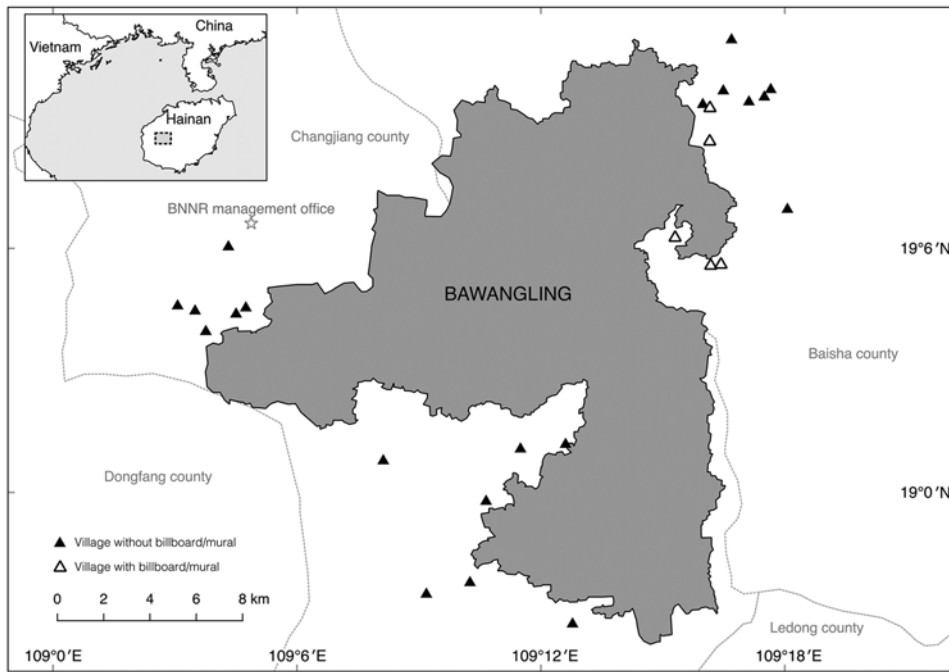 China
Vietnam
Hainan
Changjiang county
BNNR management office
19°6′N
BAWANGLING
Baisha county
Dongfang county
19°0′N
Village without billboard/mural
Village with billboard/mural
0 2 4 6 8 km
Ledong county
109°0′E 109°6′E 109°12′E 109°18′E